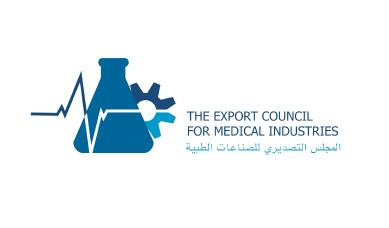 THE EXPORT COUNCIL
FOR MEDICAL INDUSTRIES
المجلس التصديري للصناعات الطبية